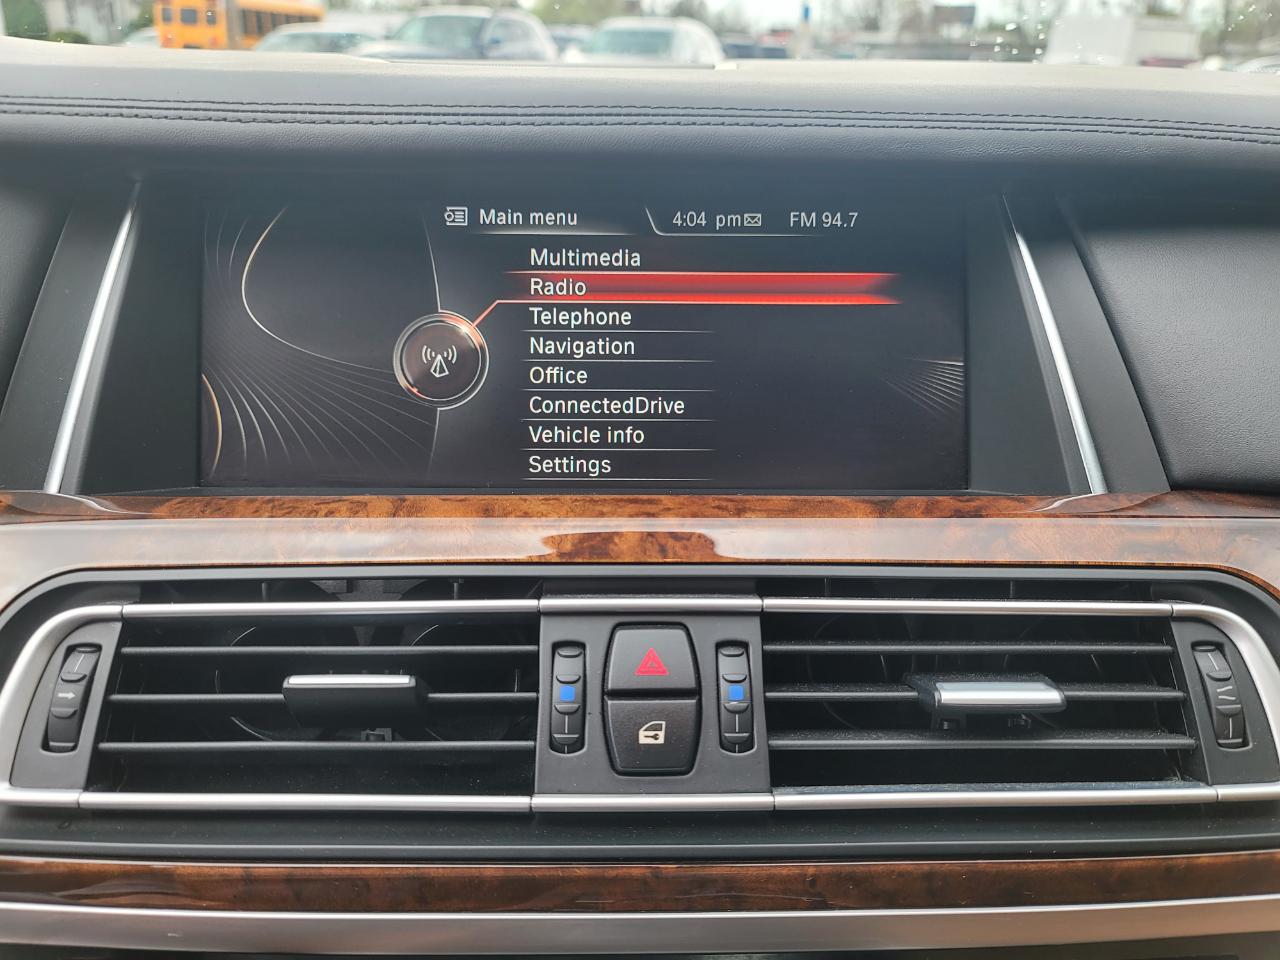 Main menu 4:04 pm FM 94.7
Multimedia
Radio
Telephone
Navigation
Office
ConnectedDrive
Vehicle info
Settings